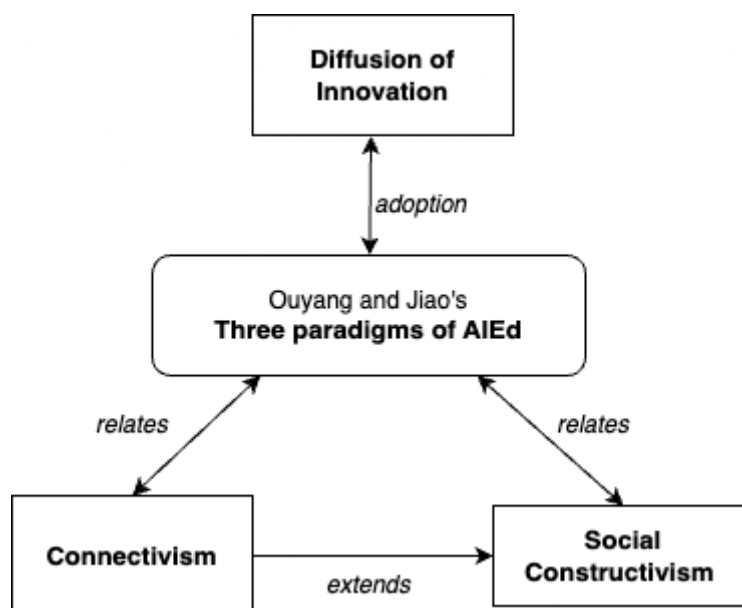 Diffusion of
Innovation
adoption
Ouyang and Jiao's
Three paradigms of AIEd
relates
relates
Connectivism
extends
Social
Constructivism